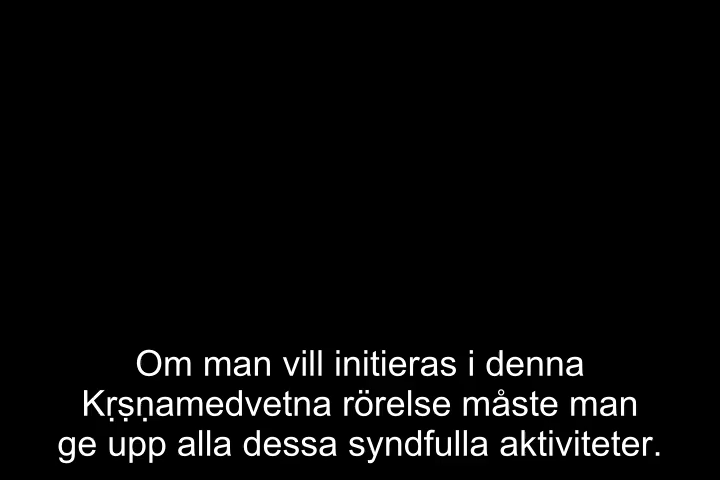 Om man vill initieras i denna
Kṛṣṇamedvetna rörelse måste man
ge upp alla dessa syndfulla aktiviteter.